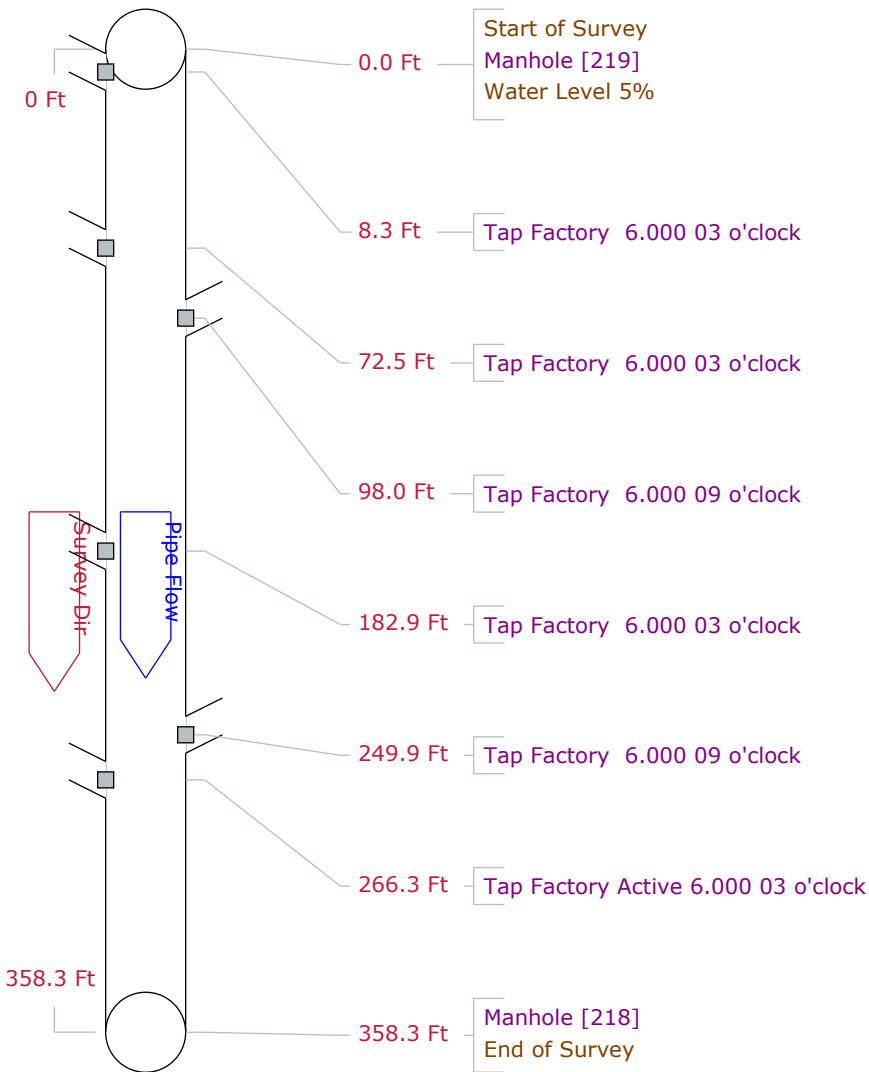 Start of Survey
0.0 Ft
Manhole [219]
Water Level 5%
0 Ft
8.3 Ft
Tap Factory  6.000 03 o'clock
72.5 Ft
Tap Factory  6.000 03 o'clock
98.0 Ft
Tap Factory  6.000 09 o'clock
Survey Dir
Pipe Flow
182.9 Ft
Tap Factory  6.000 03 o'clock
249.9 Ft
Tap Factory  6.000 09 o'clock
266.3 Ft
Tap Factory Active 6.000 03 o'clock
358.3 Ft
358.3 Ft
Manhole [218]
End of Survey